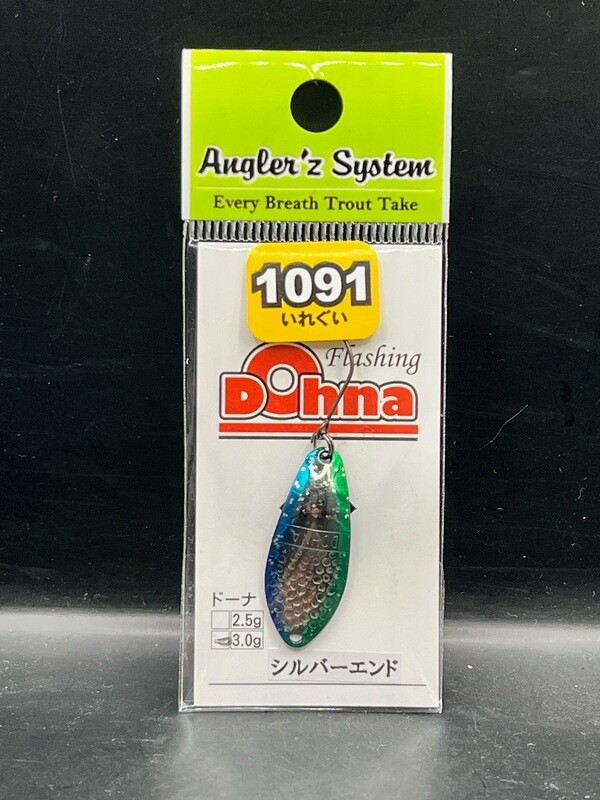 Angler'z System
Every Breath Trout Take
1091
いれぐい
Flashing
Dohna
DOHNA
ドーナ
2.5g
3.0g
シルバーエンド